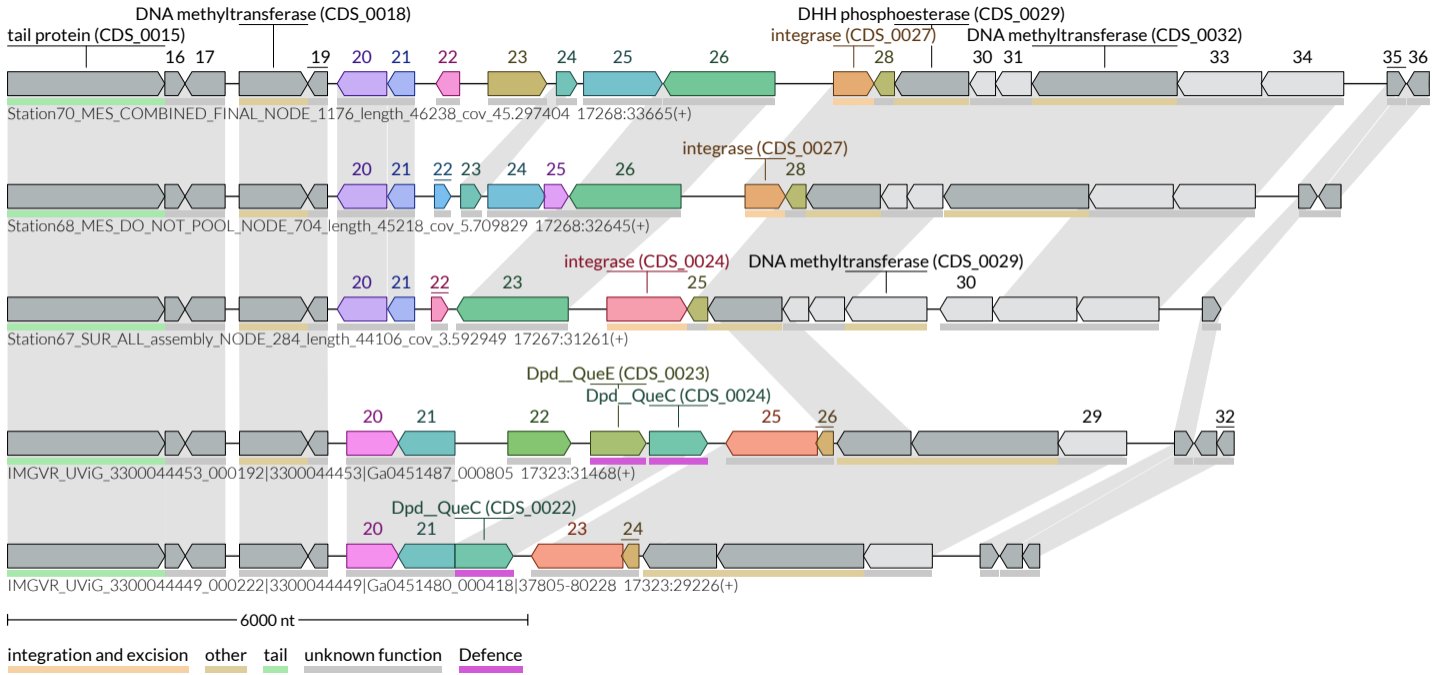 DNA methyltransferase (CDS_0018) DHH phosphoesterase (CDS_0029)
tail protein (CDS_0015) integrase (CDS_0027) DNA methyltransferase (CDS_0032)
16 17 19 20 21 22 23 24 25 26 28 30 31 33 34 35 36
Station70_MES_COMBINED_FINAL_NODE_1176_length_46238_cov_45.297404 17268:33665(+)
integrase (CDS_0027)
20 21 22 23 24 25 26 28
Station68_MES_DO_NOT_POOL_NODE_704_length_45218_cov_5.709829 17268:32645(+)
integrase (CDS_0024) DNA methyltransferase (CDS_0029)
20 21 22 23 25 30
Station67_SUR_ALL_assembly_NODE_284_length_44106_cov_3.592949 17267:31261(+)
Dpd__QueE (CDS_0023)
Dpd__QueC (CDS_0024)
20 21 22 25 26 29 32
IMGVR_UViG_3300044453_000192|3300044453|Ga0451487_000805 17323:31468(+)
Dpd__QueC (CDS_0022)
20 21 23 24
IMGVR_UViG_3300044449_000222|3300044449|Ga0451480_000418|37805-80228 17323:29226(+)
6000 nt
integration and excision other tail unknown function Defence